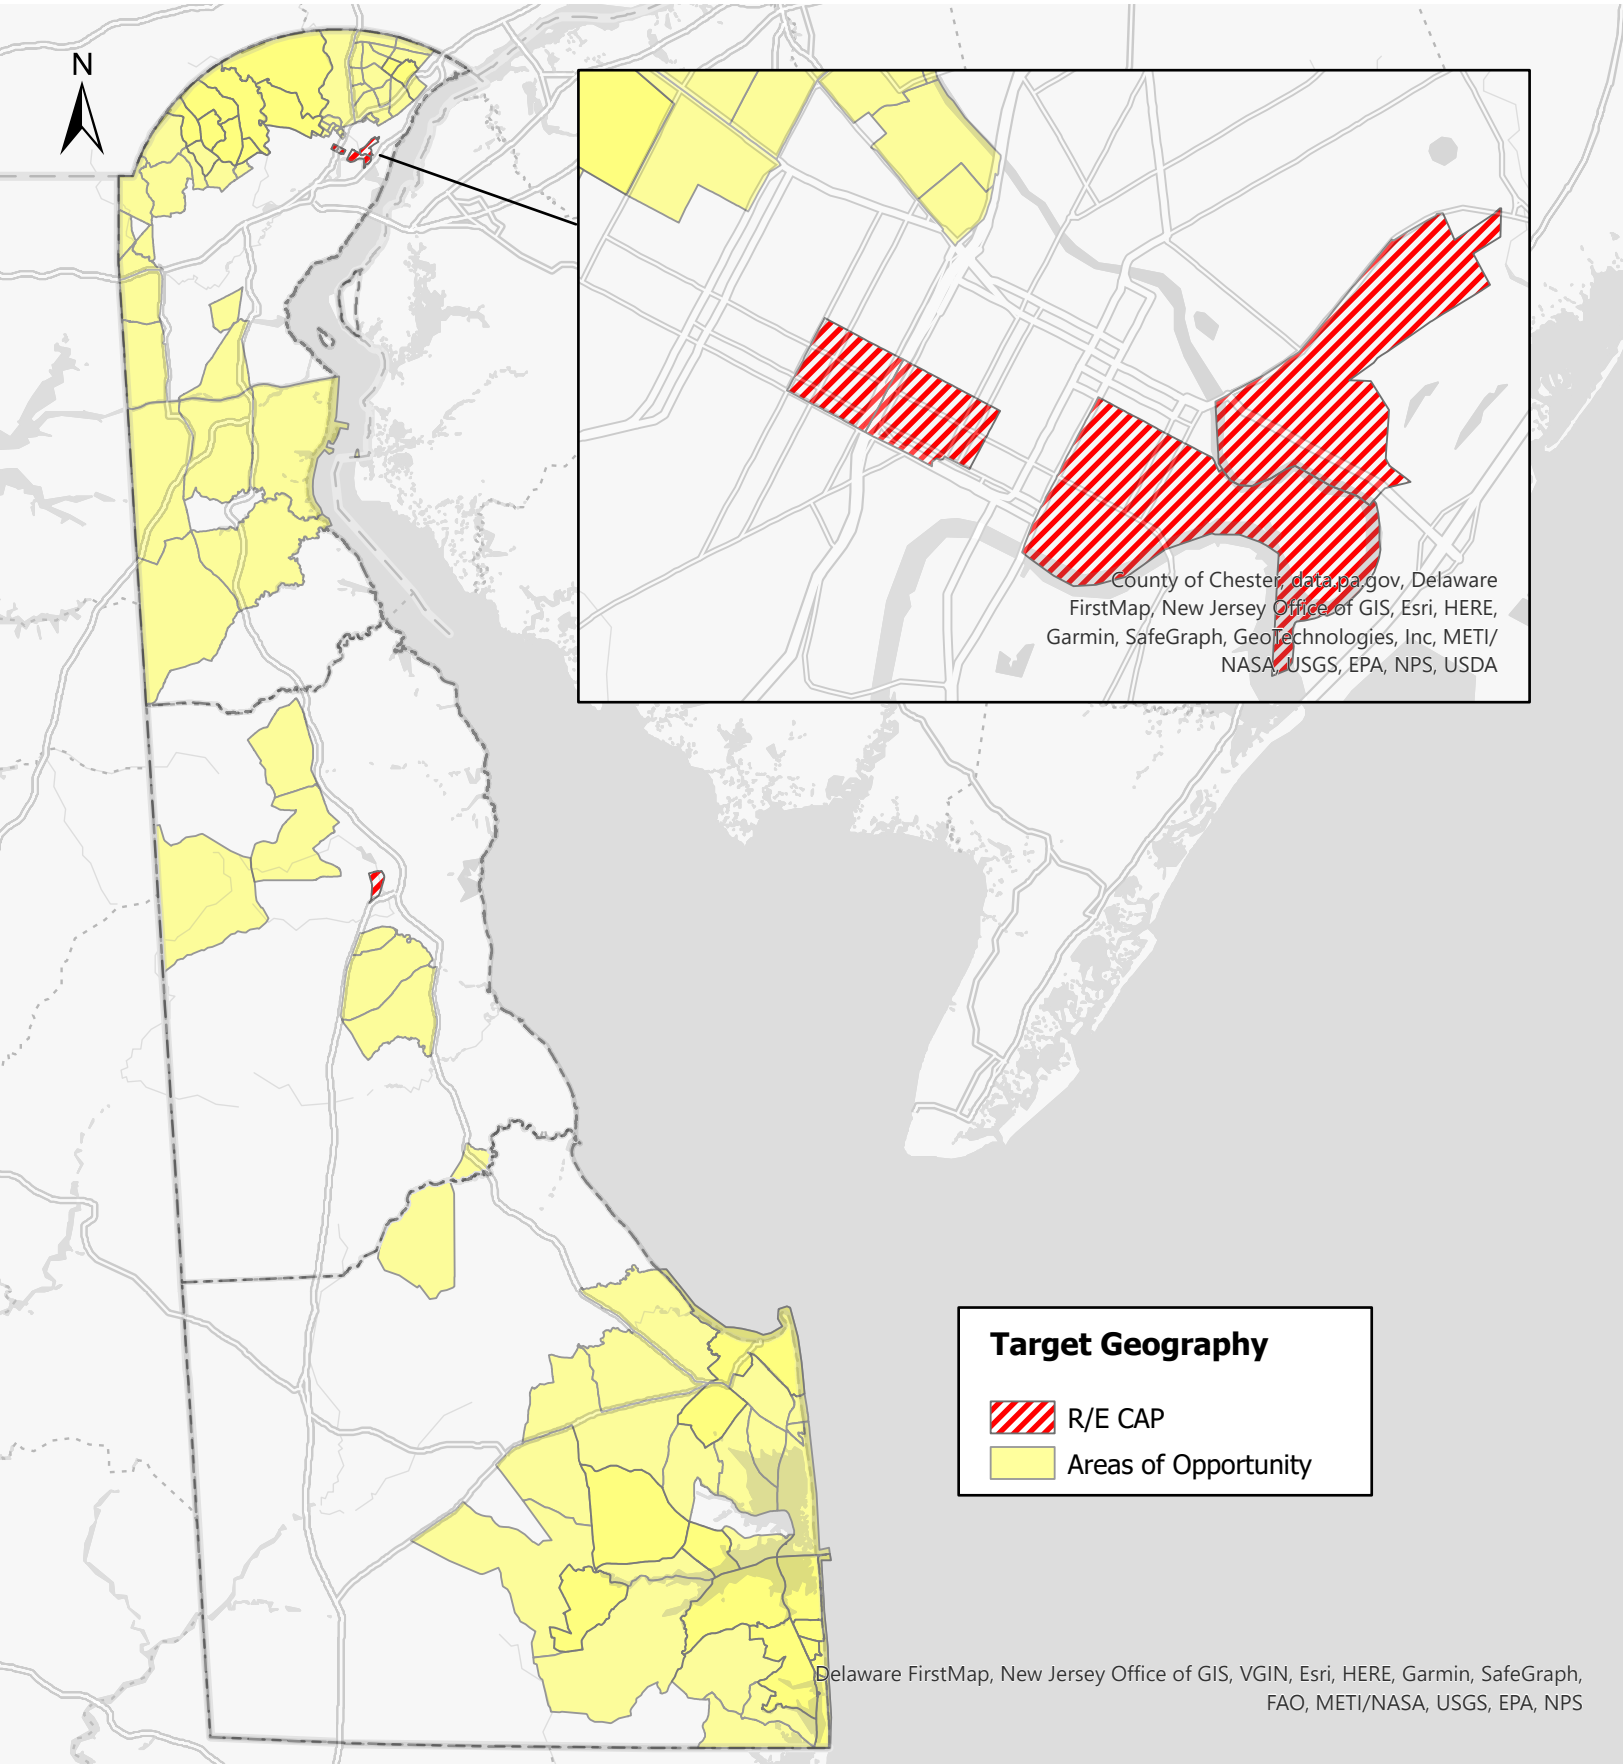 N
County of Chester, data.pa.gov, Delaware
FirstMap, New Jersey Office of GIS, Esri, HERE,
Garmin, SafeGraph, GeoTechnologies, Inc, METI/
NASA, USGS, EPA, NPS, USDA
Target Geography
R/E CAP
Areas of Opportunity
Delaware FirstMap, New Jersey Office of GIS, VGIN, Esri, HERE, Garmin, SafeGraph,
FAO, METI/NASA, USGS, EPA, NPS